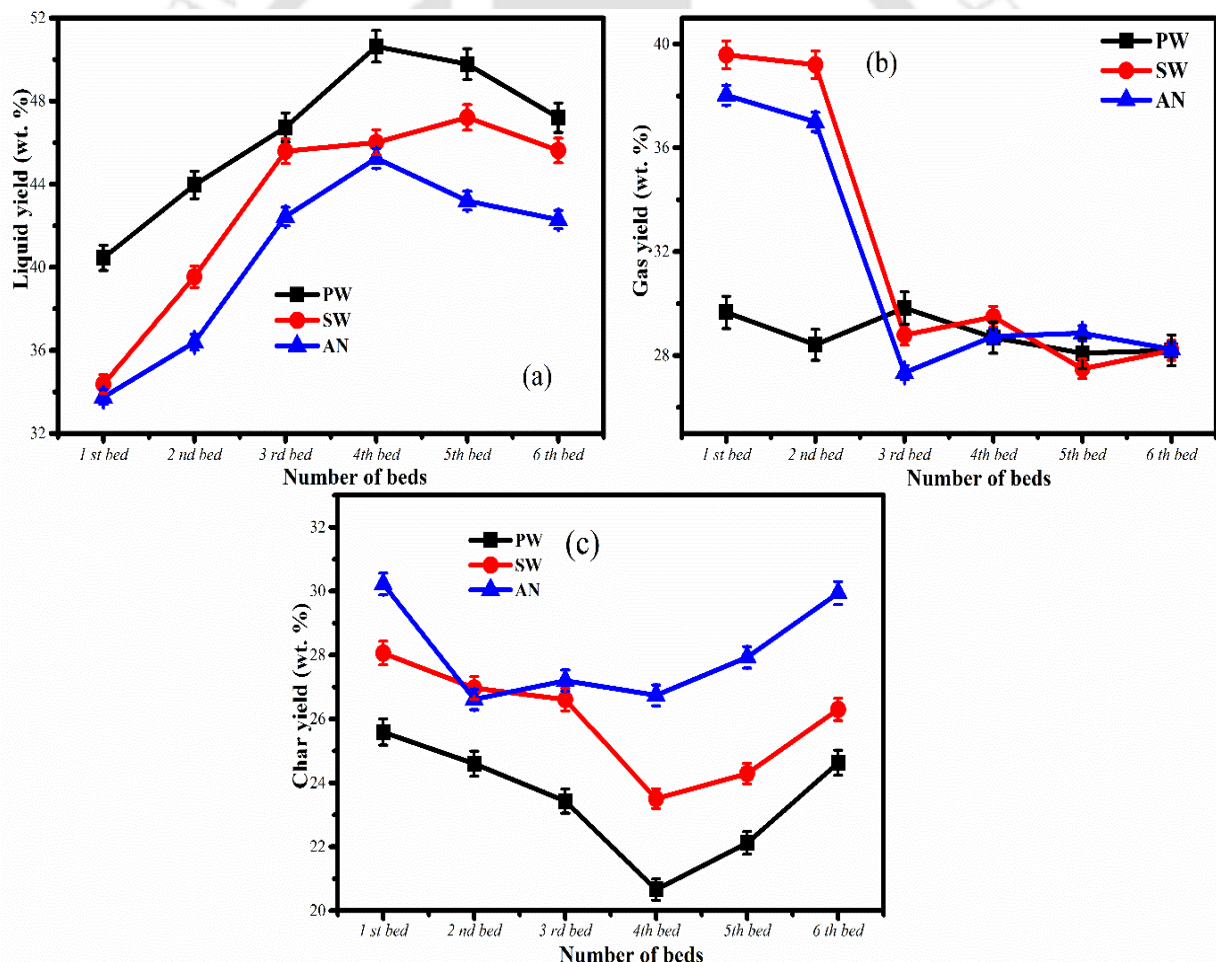 52
48
44
40
36
32
Liquid yield (wt. %)
PW
SW
AN
(a)
1 st bed 2 nd bed 3 rd bed 4th bed 5th bed 6 th bed
Number of beds
40
36
32
28
Gas yield (wt. %)
(b)
PW
SW
AN
1 st bed 2 nd bed 3 rd bed 4th bed 5th bed 6 th bed
Number of beds
32
30
28
26
24
22
20
Char yield (wt. %)
PW
SW
AN
(c)
1 st bed 2 nd bed 3 rd bed 4th bed 5th bed 6 th bed
Number of beds